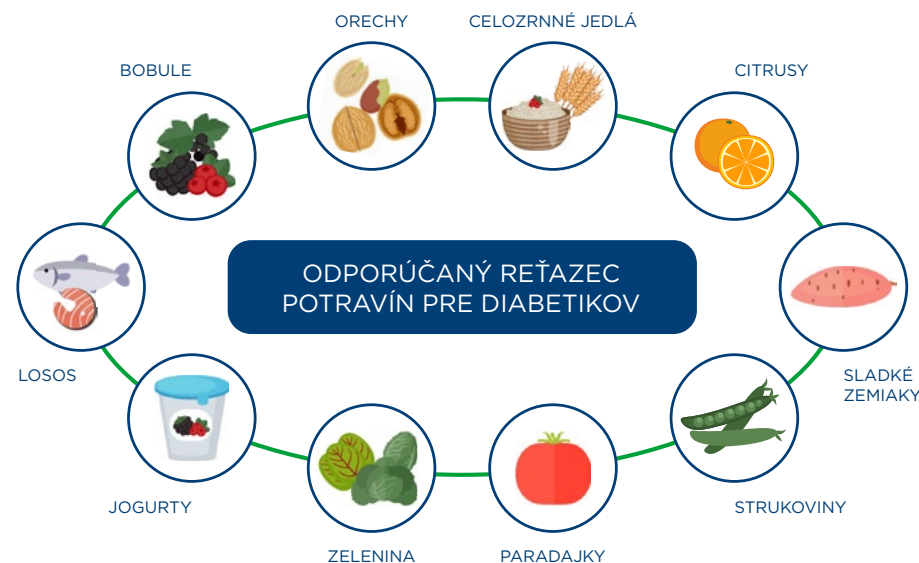 ORECHY
CELOZRNNÉ JEDLÁ
BOBULE
CITRUSY
ODPORÚČANÝ REŤAZEC
POTRAVÍN PRE DIABETIKOV
LOSOS
SLADKÉ
ZEMIAKY
JOGURTY
STRUKOVINY
ZELENINA
PARADAJKY